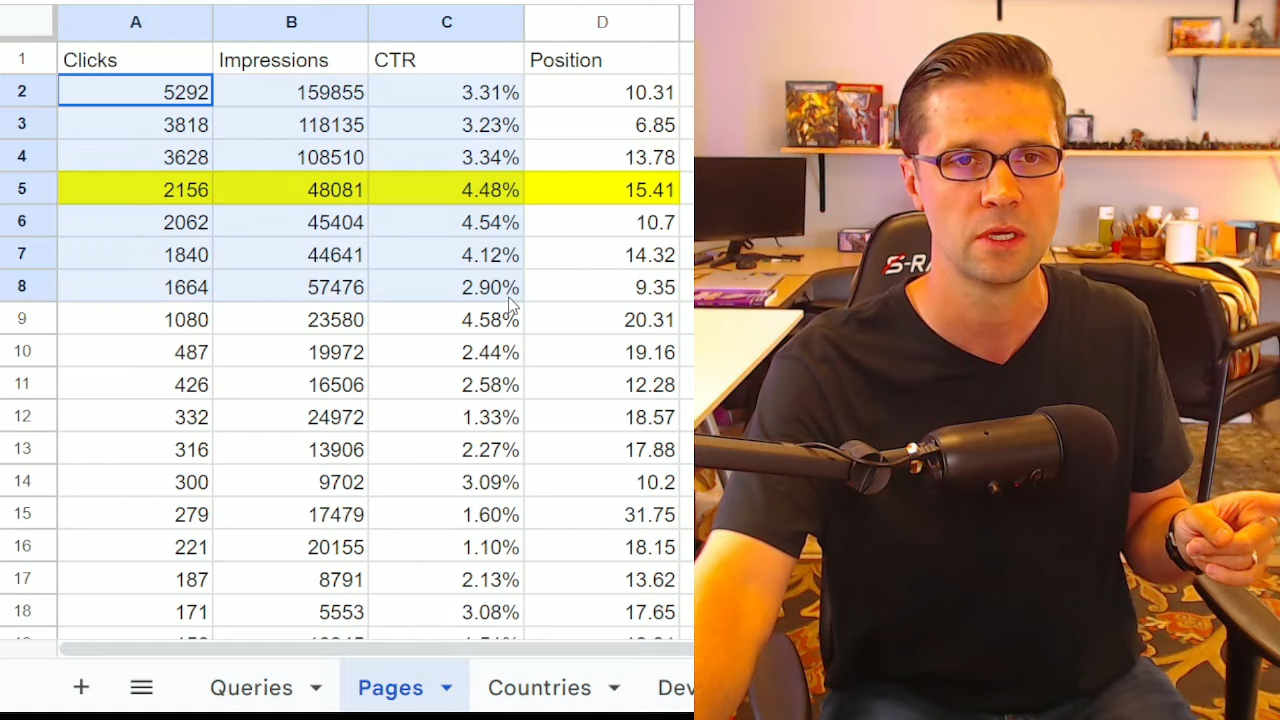 A B C D
1 Clicks Impressions CTR Position
2 5292 159855 3.31% 10.31
3 3818 118135 3.23% 6.85
4 3628 108510 3.34% 13.78
5 2156 48081 4.48% 15.41
6 2062 45404 4.54% 10.7
7 1840 44641 4.12% 14.32
8 1664 57476 2.90% 9.35
9 1080 23580 4.58% 20.31
10 487 19972 2.44% 19.16
11 426 16506 2.58% 12.28
12 332 24972 1.33% 18.57
13 316 13906 2.27% 17.88
14 300 9702 3.09% 10.2
15 279 17479 1.60% 31.75
16 221 20155 1.10% 18.15
17 187 8791 2.13% 13.62
18 171 5553 3.08% 17.65
Queries Pages Countries Dev
S-RA